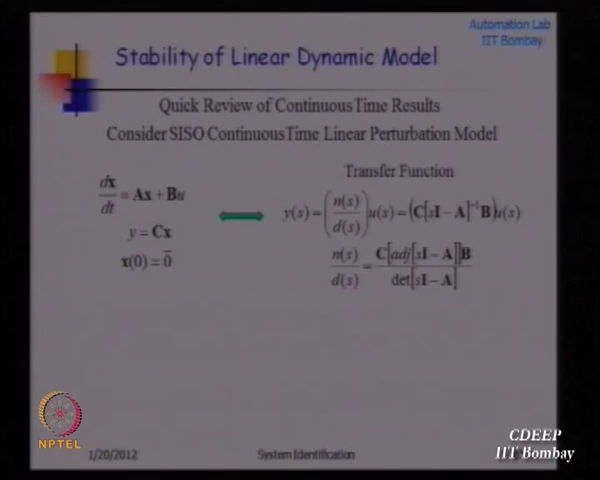 Automation Lab
IIT Bombay
Stability of Linear Dynamic Model
Quick Review of Continuous Time Results
Consider SISO Continuous Time Linear Perturbation Model
Transfer Function
dx/dt = Ax + Bu
y = Cx
x(0) = 0̅
y(s) = (n(s)/d(s)) u(s) = (C[sI − A]⁻¹B)u(s)
n(s)/d(s) = C[adj[sI − A]]B / det[sI − A]
NPTEL
1/20/2012
System Identification
CDEEP
IIT Bombay